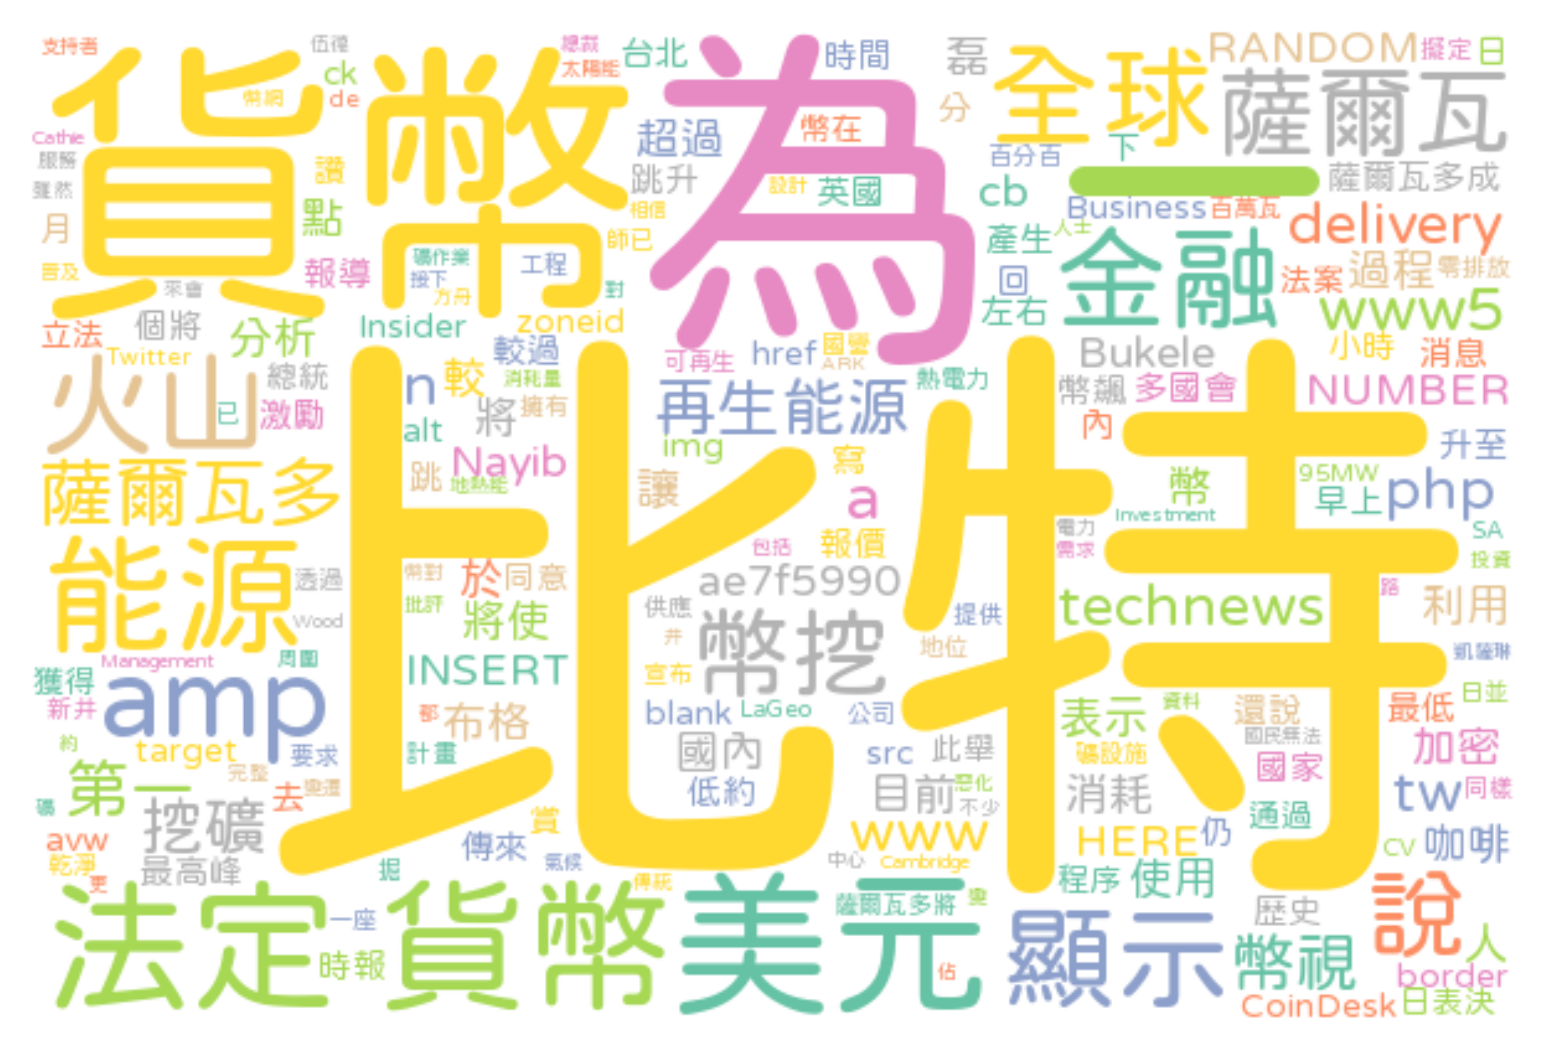 支持者
伍德
ck
幣網
de
貨
幣
為
總裁
太陽能
台北
時間
磊
全球
RANDOM
擬定
日
薩爾瓦
Cathie
服務
雖然
讚
月
點
言及
超過
幣在
跳升
設計
英國
相信
師已
分
百分百
下
cb
一
薩爾瓦多成
Business
百萬瓦
delivery
產生
人士
報導
來會
礦作業
接下
方舟
工程
對
回
左右
金融
法案
過程
零排放
www5
立法
個將
分析
Insider
zoneid
Twitter
總統
較過
消耗量
可再生
href
國營
ARK
熱電力
Bukele
小時
消息
火山
已
激勵
n
較
將
擁有
再生能源
幣飆
多國會
NUMBER
alt
Nayib
跳
地熱能
img
讓
寫
a
內
升至
薩爾瓦多
比特
幣
95MW
早上
php
Investment
電力
需求
SA
投資
能源
透過
Wood
幣對
批評
於
同意
將使
包括
報價
ae7f5990
供應
井
幣挖
提供
地位
technews
路
利用
凱薩琳
Management
周圍
獲得
新井
約
amp
target
要求
INSERT
都
布格
計畫
宣布
blank
LaGeo
公司
國內
src
此舉
低約
目前
惡化
不少
表示
資料
還說
國民無法
礦設施
國家
最低
日並
加密
消耗
tw
同樣
第一
完整
去
礦
挖礦
avw
乾淨
更
最高峰
掘
賞
傳來
氣候
傳統
www
中心
Cambridge
HERE
仍
通過
CV
咖啡
程序
使用
法定貨幣
一座
時報
美元
薩爾瓦多將
佔
顯示
歷史
幣視
說
人
border
CoinDesk
日表決